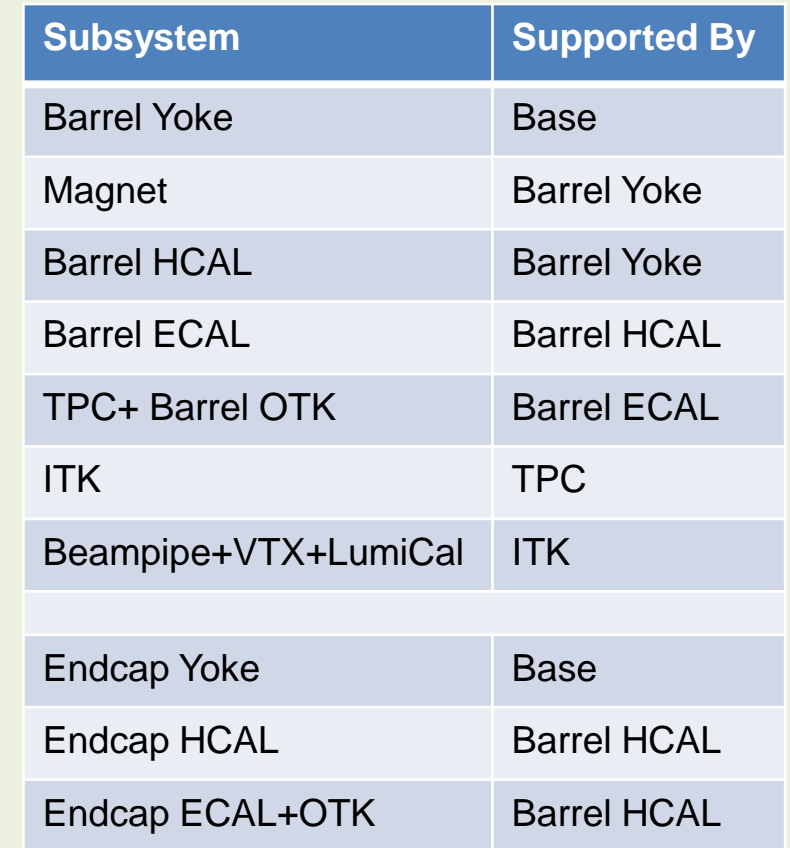 Subsystem Supported By
Barrel Yoke Base
Magnet Barrel Yoke
Barrel HCAL Barrel Yoke
Barrel ECAL Barrel HCAL
TPC+ Barrel OTK Barrel ECAL
ITK TPC
Beampipe+VTX+LumiCal ITK
Endcap Yoke Base
Endcap HCAL Barrel HCAL
Endcap ECAL+OTK Barrel HCAL